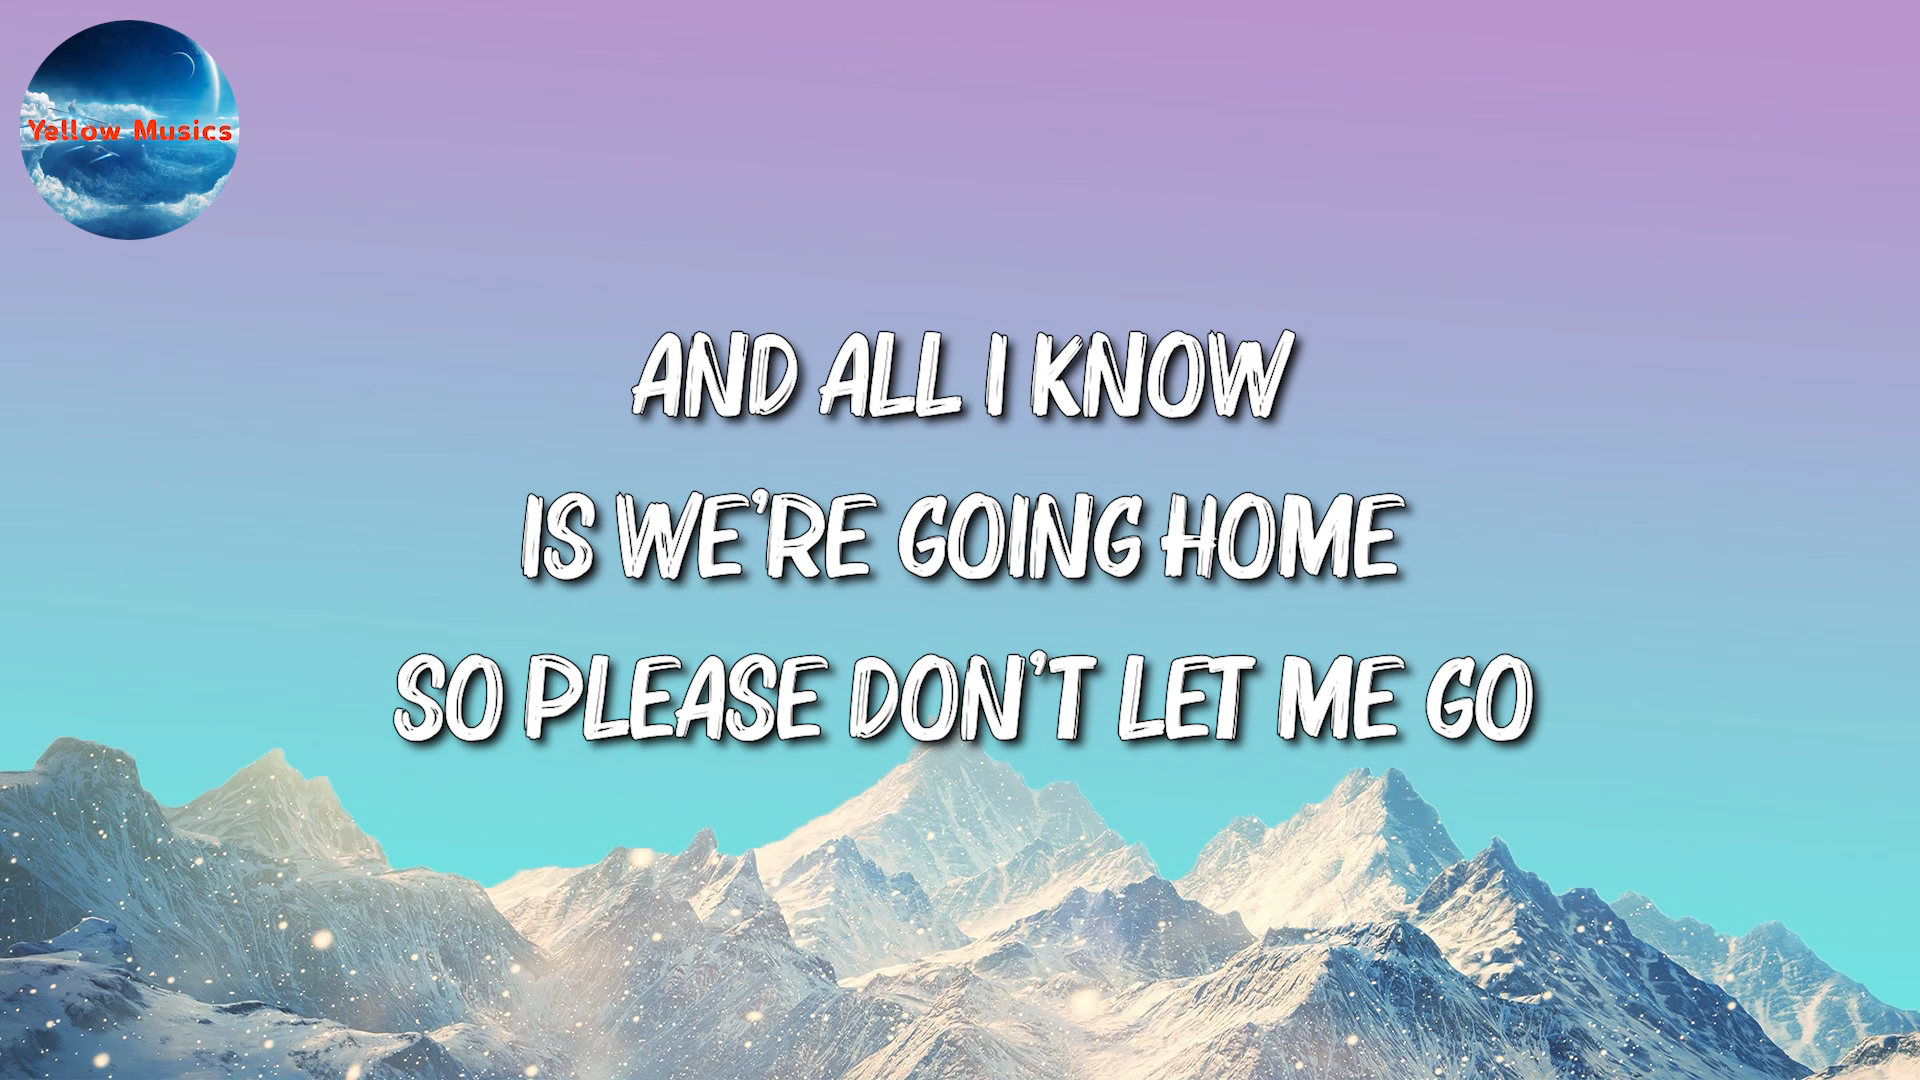 Yellow Musics
AND ALL I KNOW
IS WE'RE GOING HOME
SO PLEASE DON'T LET ME GO